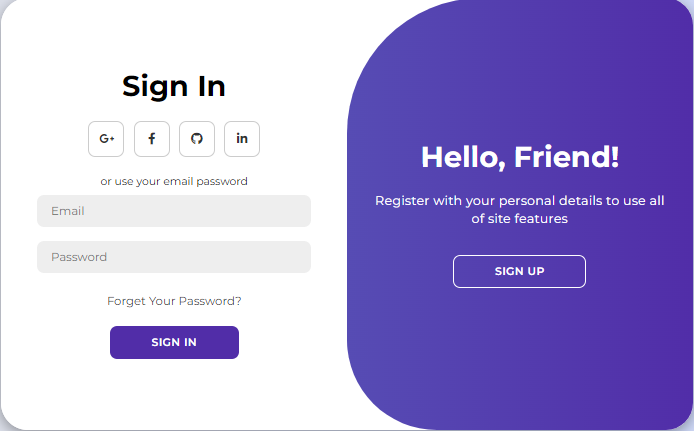 Sign In
G+ f in
or use your email password
Email
Password
Forget Your Password?
SIGN IN
Hello, Friend!
Register with your personal details to use all
of site features
SIGN UP